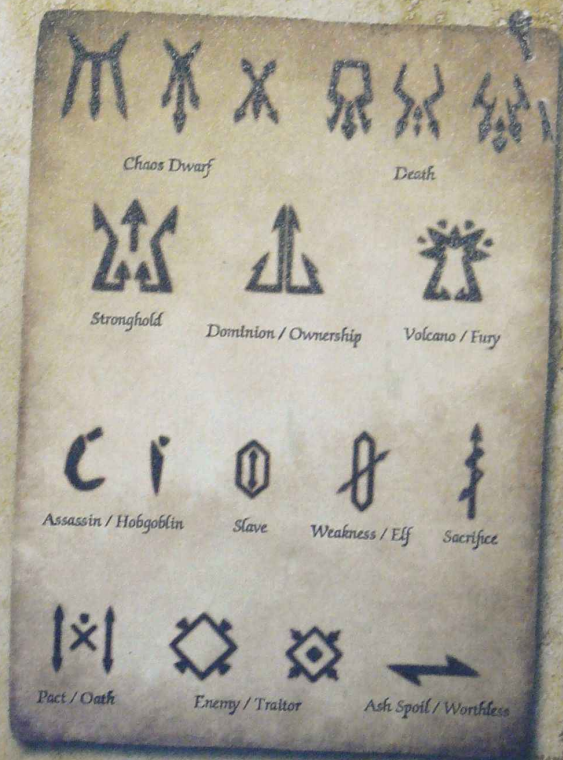 Chaos Dwarf
Death
Stronghold
Dominion / Ownership
Volcano / Fury
Assassin / Hobgoblin
Slave
Weakness / Elf
Sacrifice
Pact / Oath
Enemy / Traitor
Ash Spoil / Worthless